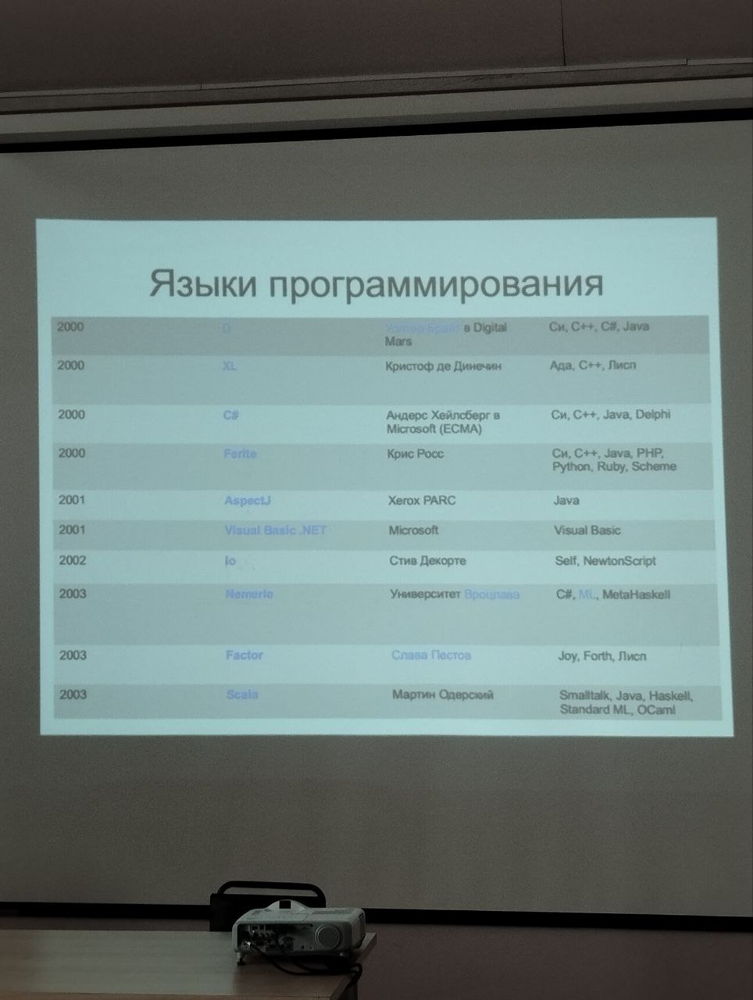 Языки программирования
2000 D Уолтер Брайт в Digital
Mars Си, C++, C#, Java
2000 XL Кристоф де Динечин Ада, C++, Лисп
2000 C# Андерс Хейлсберг в
Microsoft (ECMA) Си, C++, Java, Delphi
2000 Ferite Крис Росс Си, C++, Java, PHP,
Python, Ruby, Scheme
2001 AspectJ Xerox PARC Java
2001 Visual Basic .NET Microsoft Visual Basic
2002 Io Стив Декорте Self, NewtonScript
2003 Nemerle Университет Вроцлава C#, ML, MetaHaskell
2003 Factor Слава Пестов Joy, Forth, Лисп
2003 Scala Мартин Одерский Smalltalk, Java, Haskell,
Standard ML, OCaml